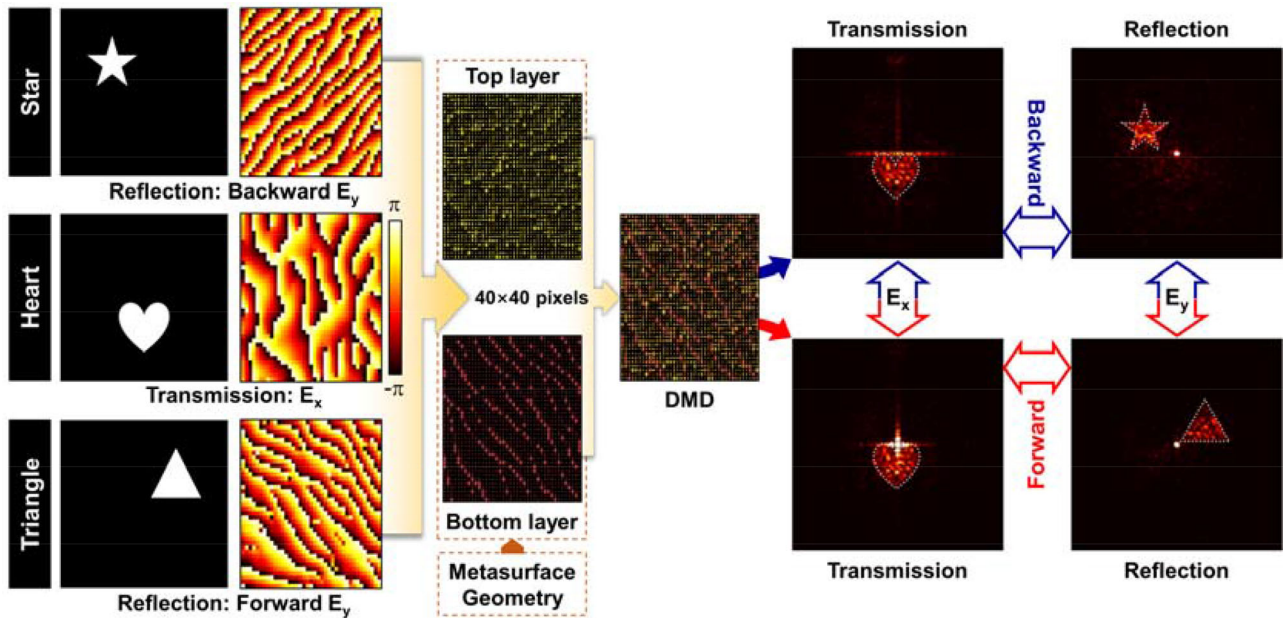 Star
Reflection: Backward Ey
Heart
π
-π
Transmission: Ex
Triangle
Reflection: Forward Ey
Top layer
40×40 pixels
Bottom layer
Metasurface
Geometry
DMD
Transmission
Reflection
Backward
Ex
Ey
Forward
Transmission
Reflection